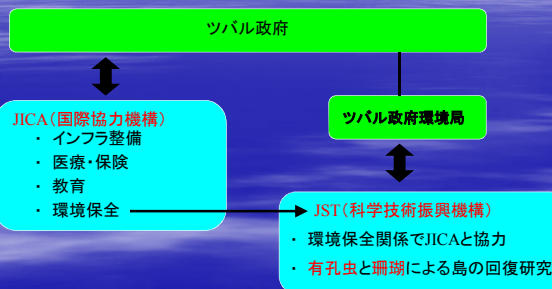 ツバル政府
JICA（国際協力機構）
・ インフラ整備
・ 医療・保険
・ 教育
・ 環境保全
ツバル政府環境局
JST（科学技術振興機構）
・ 環境保全関係でJICAと協力
・ 有孔虫と珊瑚による島の回復研究